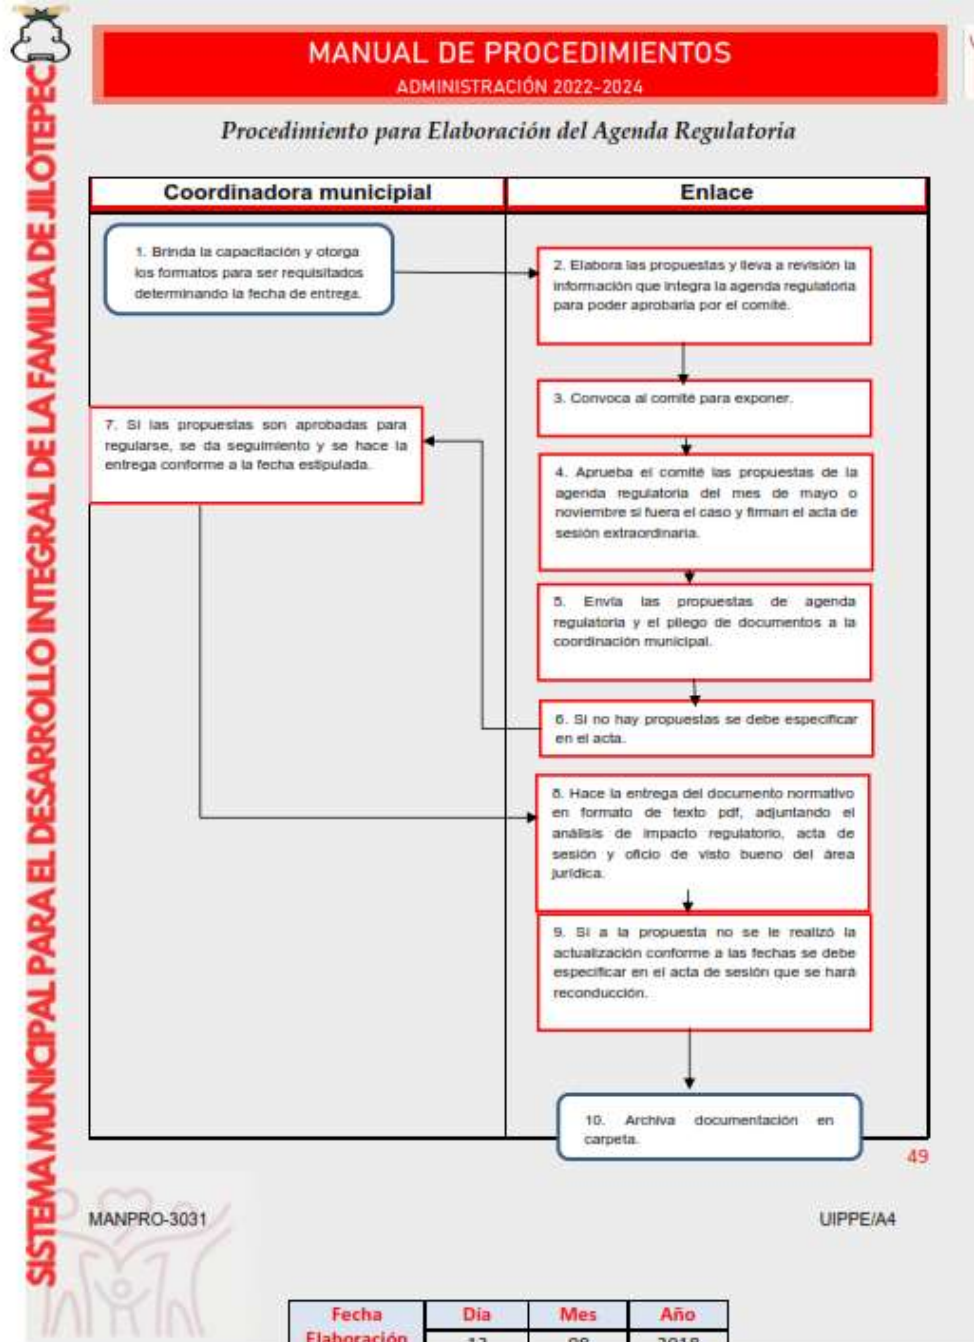 SISTEMA MUNICIPAL PARA EL DESARROLLO INTEGRAL DE LA FAMILIA DE JILOTEPEC
MANUAL DE PROCEDIMIENTOS
ADMINISTRACIÓN 2022-2024
Procedimiento para Elaboración del Agenda Regulatoria
Coordinadora municipial
Enlace
1. Brinda la capacitación y otorga
los formatos para ser requisitados
determinando la fecha de entrega.
2. Elabora las propuestas y lleva a revisión la
información que integra la agenda regulatoria
para poder aprobarla por el comité.
3. Convoca al comité para exponer.
4. Aprueba el comité las propuestas de la
agenda regulatoria del mes de mayo o
noviembre si fuera el caso y firman el acta de
sesión extraordinaria.
5. Envía las propuestas de agenda
regulatoria y el pliego de documentos a la
coordinación municipal.
6. Si no hay propuestas se debe especificar
en el acta.
7. Si las propuestas son aprobadas para
regularse, se da seguimiento y se hace la
entrega conforme a la fecha estipulada.
8. Hace la entrega del documento normativo
en formato de texto pdf, adjuntando el
análisis de impacto regulatorio, acta de
sesión y oficio de visto bueno del área
jurídica.
9. Si a la propuesta no se le realizó la
actualización conforme a las fechas se debe
especificar en el acta de sesión que se hará
reconducción.
10. Archiva documentación en
carpeta.
49
MANPRO-3031
UIPPE/A4
Fecha Día Mes Año
Elaboración